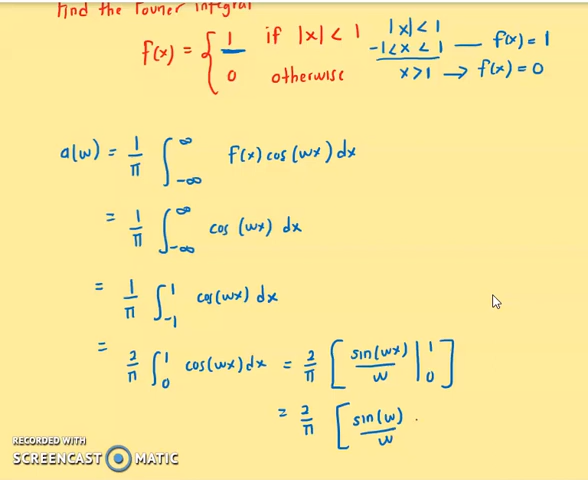 Find the Fourier integral
f(x) = { 1 if |x| < 1
0 otherwise
|x| < 1
-1 < x < 1 — f(x) = 1
x > 1 → f(x) = 0
a(w) = 1/π ∫_{-∞}^{∞} f(x) cos (wx) dx
= 1/π ∫_{-∞}^{∞} cos (wx) dx
= 1/π ∫_{-1}^{1} cos(wx) dx
= 2/π ∫_{0}^{1} cos(wx) dx = 2/π [ sin(wx)/w |_{0}^{1} ]
= 2/π [ sin(w)/w
RECORDED WITH
SCREENCAST MATIC